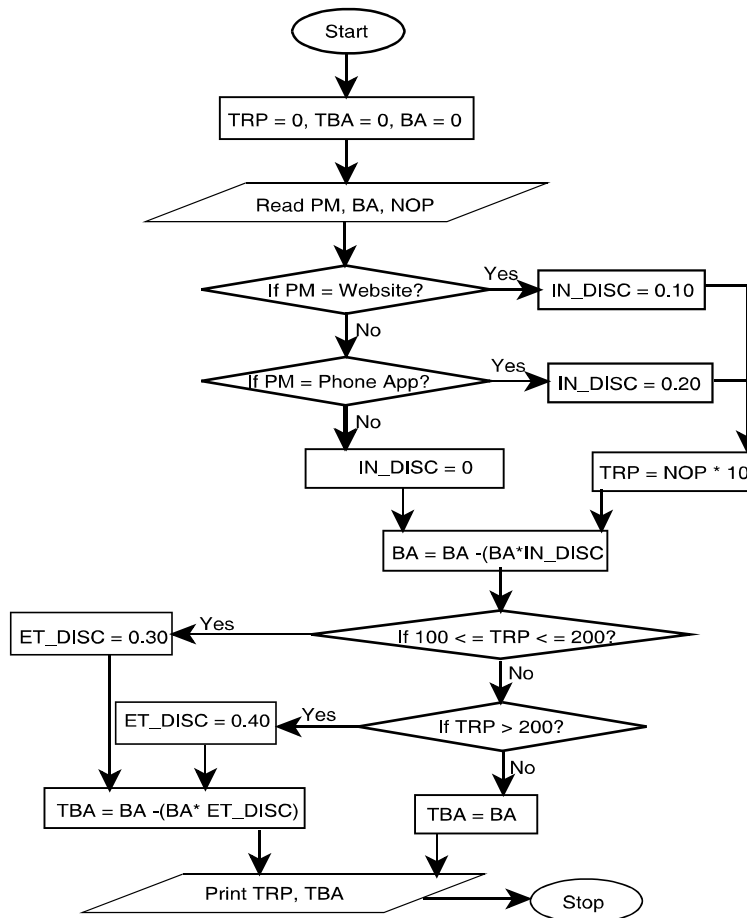 Start
TRP = 0, TBA = 0, BA = 0
Read PM, BA, NOP
If PM = Website?
Yes
IN_DISC = 0.10
No
If PM = Phone App?
Yes
IN_DISC = 0.20
No
IN_DISC = 0
TRP = NOP * 10
BA = BA -(BA*IN_DISC
If 100 < = TRP < = 200?
Yes
ET_DISC = 0.30
No
If TRP > 200?
Yes
ET_DISC = 0.40
No
TBA = BA -(BA* ET_DISC)
TBA = BA
Print TRP, TBA
Stop